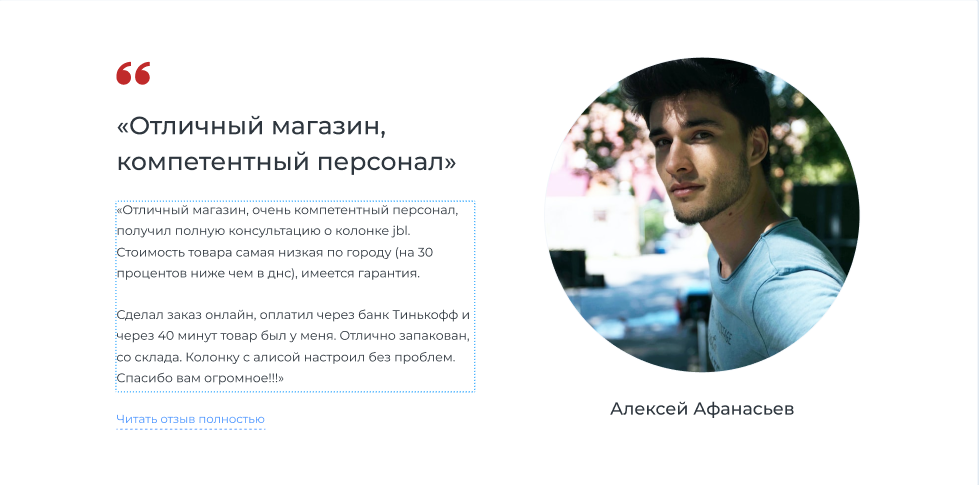 «Отличный магазин,
компетентный персонал»
«Отличный магазин, очень компетентный персонал,
получил полную консультацию о колонке jbl.
Стоимость товара самая низкая по городу (на 30
процентов ниже чем в днс), имеется гарантия.
Сделал заказ онлайн, оплатил через банк Тинькофф и
через 40 минут товар был у меня. Отлично запакован,
со склада. Колонку с алисой настроил без проблем.
Спасибо вам огромное!!!»
Читать отзыв полностью
Алексей Афанасьев